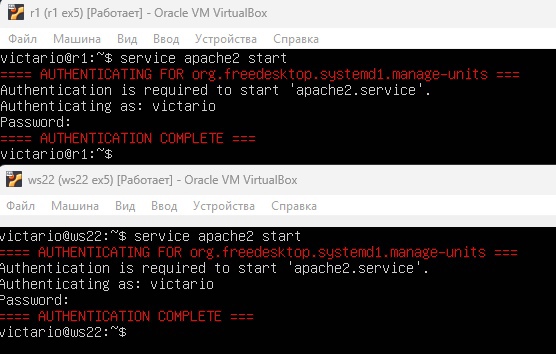 r1 (r1 ex5) [Работает] - Oracle VM VirtualBox
Файл Машина Вид Ввод Устройства Справка
victario@r1:~$ service apache2 start
==== AUTHENTICATING FOR org.freedesktop.systemd1.manage-units ===
Authentication is required to start 'apache2.service'.
Authenticating as: victario
Password:
==== AUTHENTICATION COMPLETE ===
victario@r1:~$
ws22 (ws22 ex5) [Работает] - Oracle VM VirtualBox
Файл Машина Вид Ввод Устройства Справка
victario@ws22:~$ service apache2 start
==== AUTHENTICATING FOR org.freedesktop.systemd1.manage-units ===
Authentication is required to start 'apache2.service'.
Authenticating as: victario
Password:
==== AUTHENTICATION COMPLETE ===
victario@ws22:~$